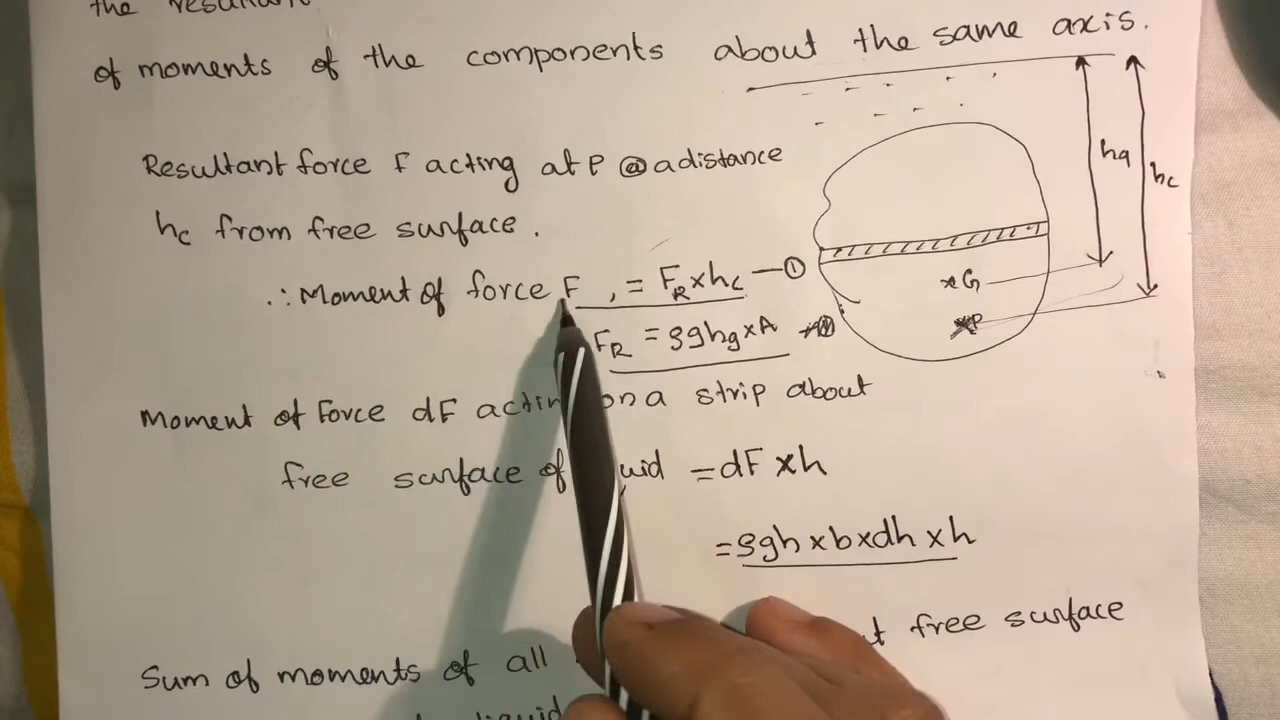 the resultant
of moments of the components about the same axis.
Resultant force F acting at P @ a distance
hc from free surface.
∴ Moment of force F, = FR×hc —①
FR = ρghg×A
Moment of Force dF on a strip about
free surface of = dF×h
= ρgh×b×dh×h
Sum of moments of all free surface
hg
hc
×G
P